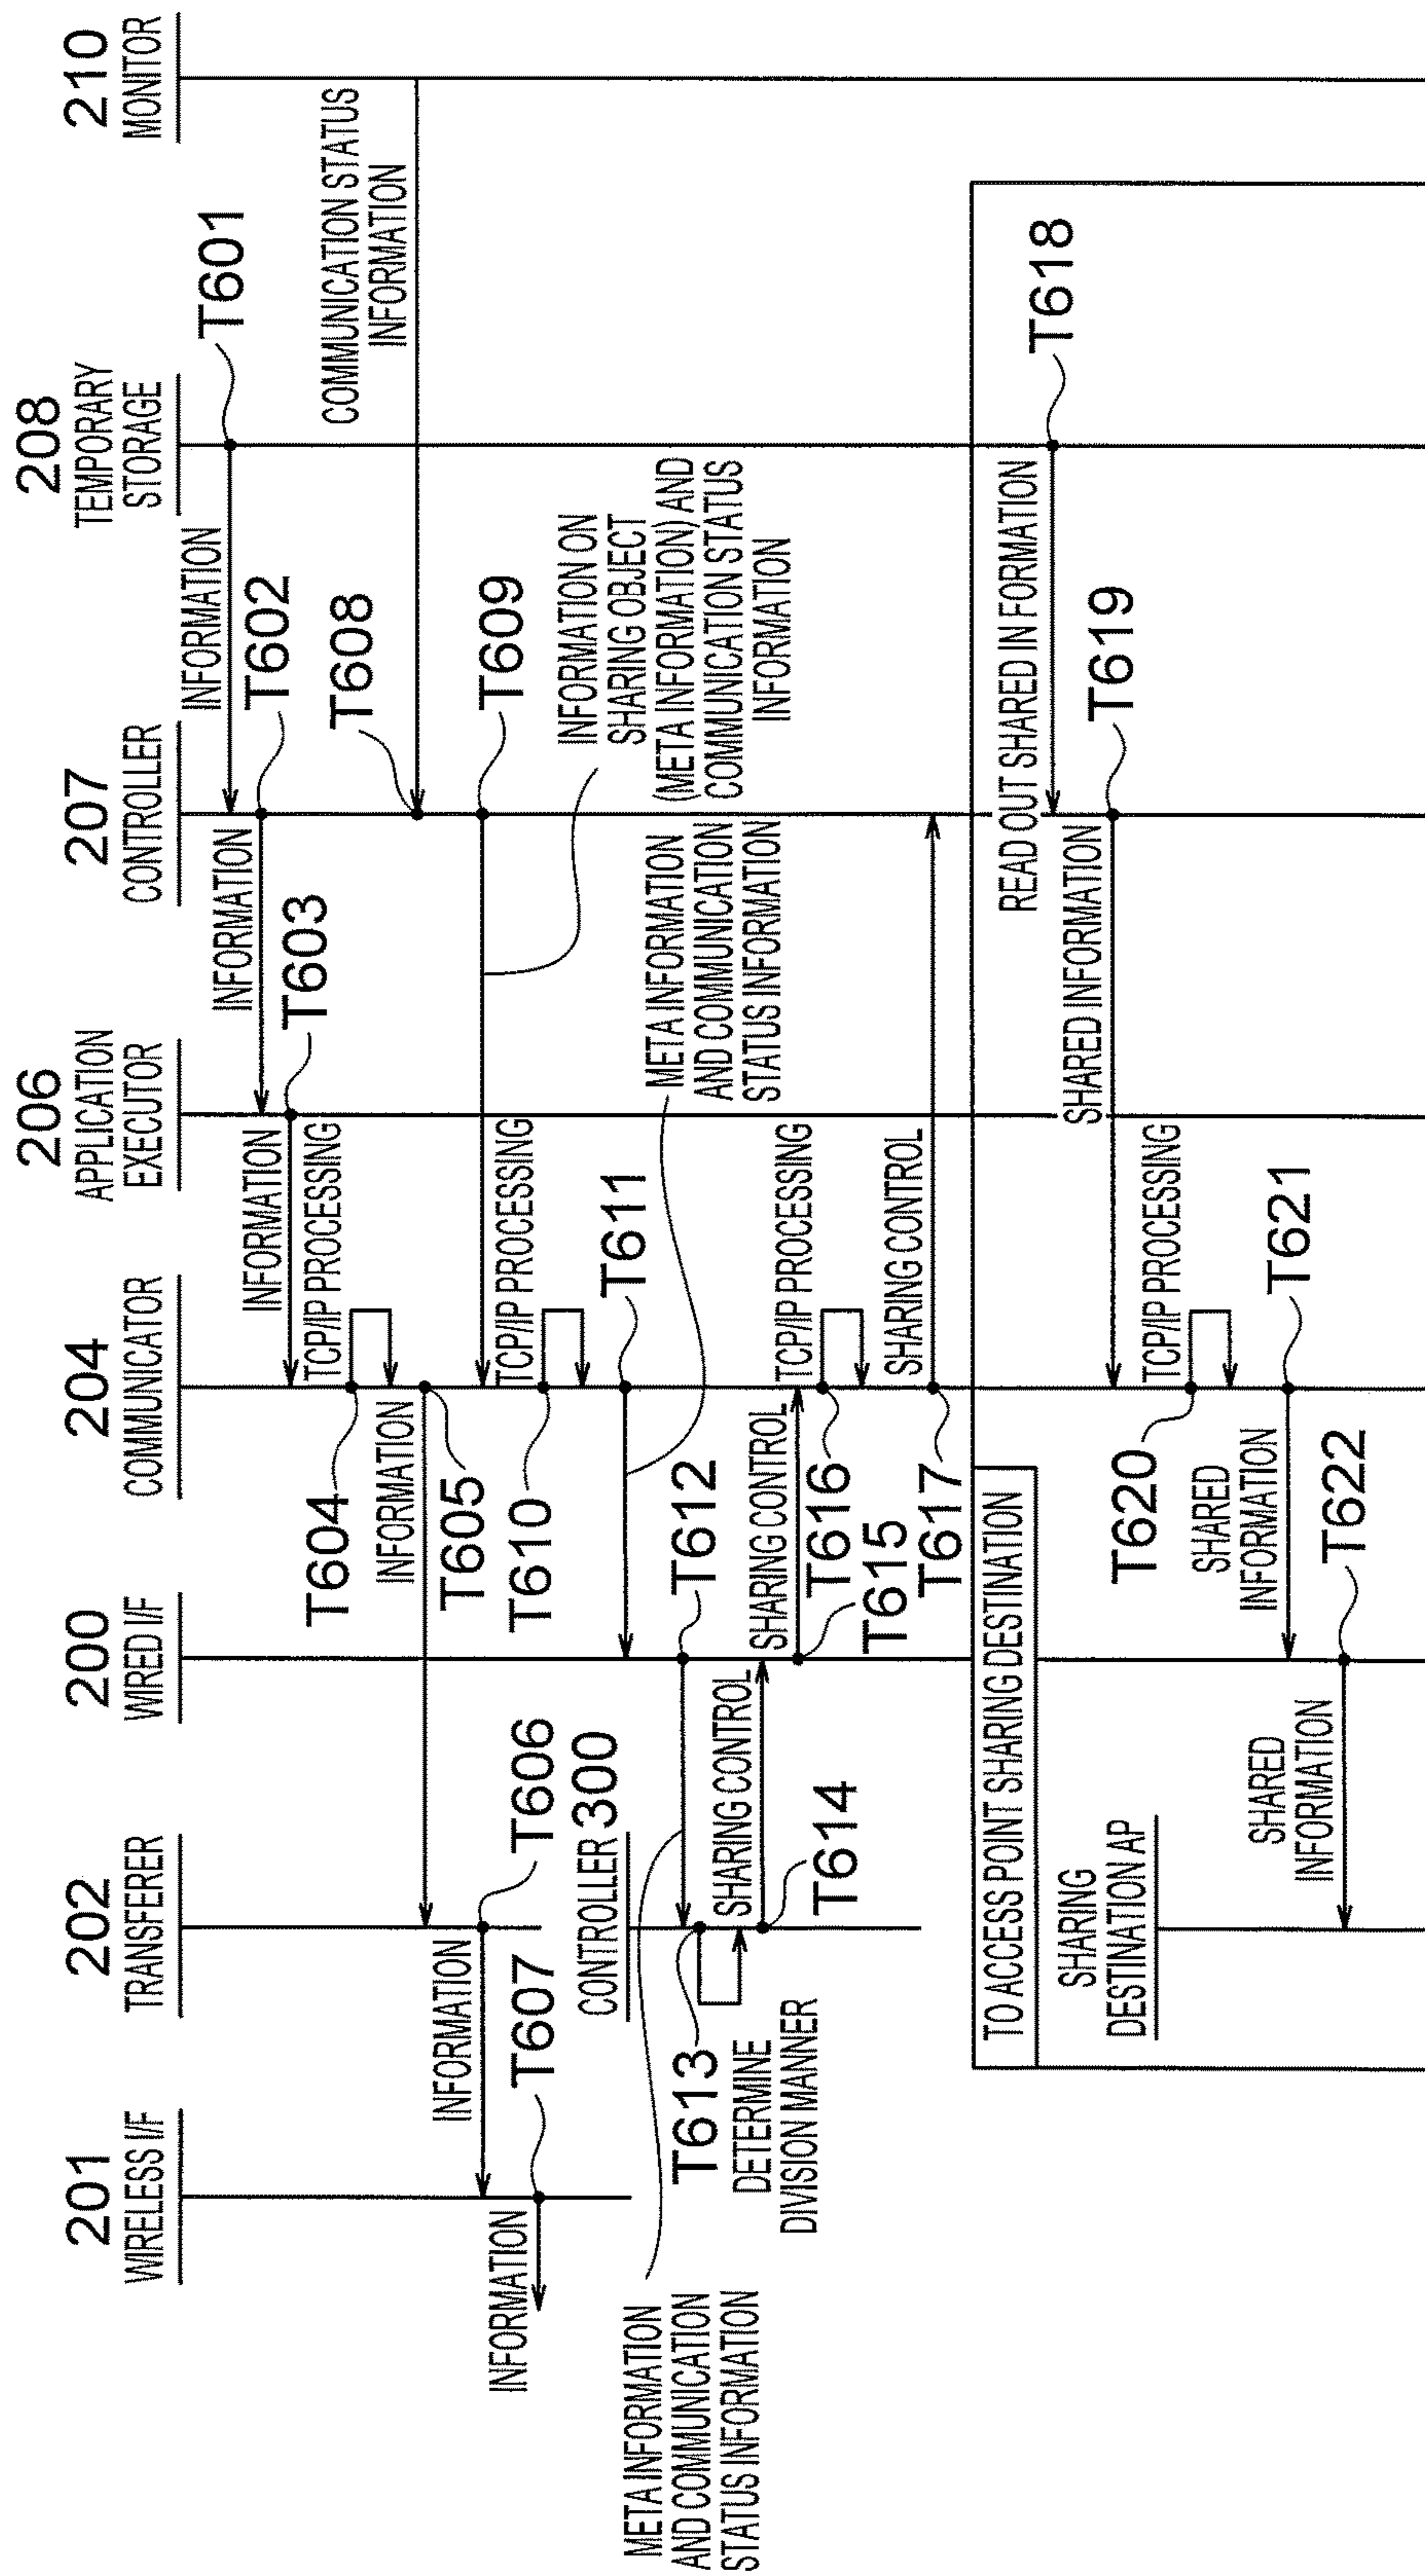 201
WIRELESS I/F
202
TRANSFERER
200
WIRED I/F
204
COMMUNICATOR
206
APPLICATION
EXECUTOR
207
CONTROLLER
208
TEMPORARY
STORAGE
210
MONITOR
T601
INFORMATION
T602
INFORMATION
T603
INFORMATION
TCP/IP PROCESSING
T604
INFORMATION
T605
COMMUNICATION STATUS
INFORMATION
T608
INFORMATION
T606
INFORMATION
T607
T609
INFORMATION ON
SHARING OBJECT
(META INFORMATION) AND
COMMUNICATION STATUS
INFORMATION
TCP/IP PROCESSING
T610
T611
META INFORMATION
AND COMMUNICATION
STATUS INFORMATION
CONTROLLER 300
T612
META INFORMATION
AND COMMUNICATION
STATUS INFORMATION
T613
DETERMINE
DIVISION MANNER
SHARING CONTROL
T614
SHARING CONTROL
T615
TCP/IP PROCESSING
T616
SHARING CONTROL
T617
TO ACCESS POINT SHARING DESTINATION
READ OUT SHARED IN FORMATION
T618
SHARED INFORMATION
T619
SHARING
DESTINATION AP
TCP/IP PROCESSING
T620
SHARED
INFORMATION
T621
SHARED
INFORMATION
T622